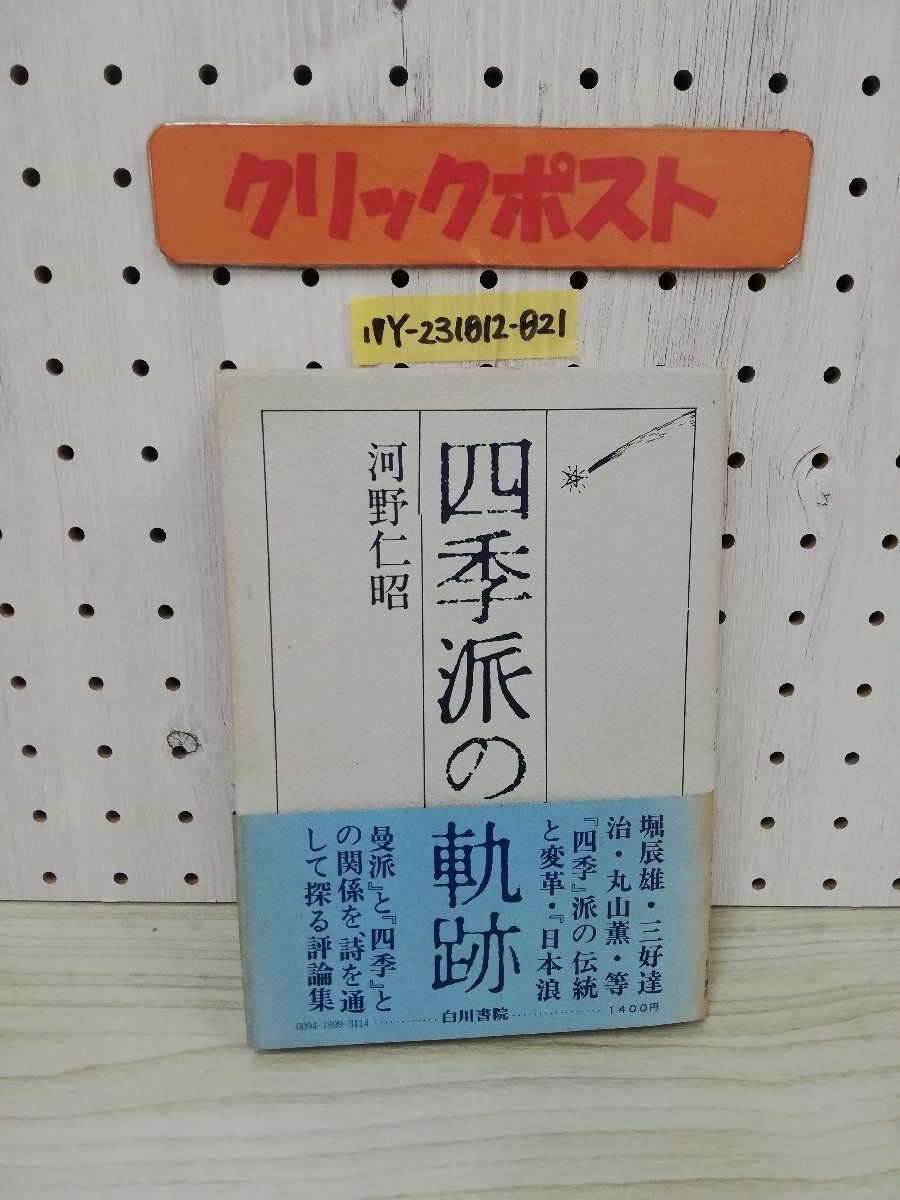 クリックポスト
11Y-231012-021
四季派の
河野仁昭
軌跡
堀辰雄・三好達
治・丸山薫・等
『四季』派の伝統
と変革・『日本浪
曼派』と『四季』と
の関係を、詩を通
して探る評論集
0094-7899-3114
白川書院
1400円